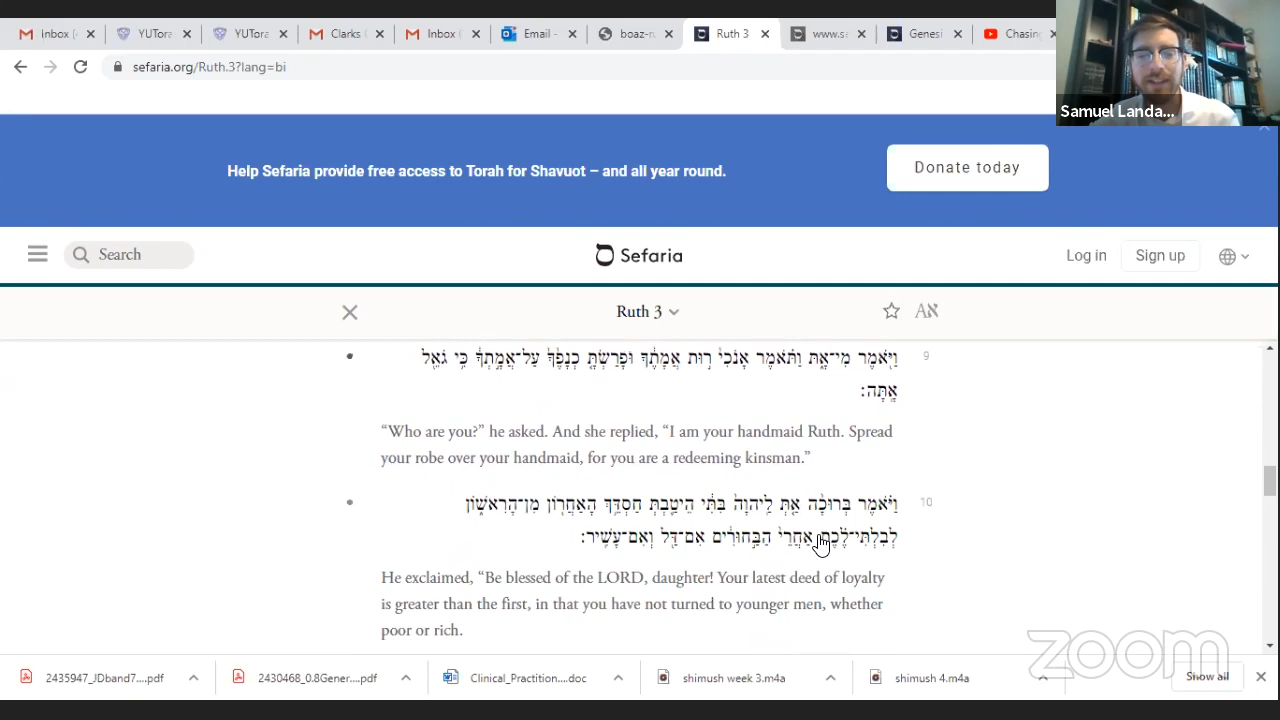 Inbox (
YUTora
YUTora
Clarks (
Inbox (
Email -
boaz-ru
Ruth 3
www.se
Genesi
Chasin
sefaria.org/Ruth.3?lang=bi
Samuel Landa...
Help Sefaria provide free access to Torah for Shavuot – and all year round.
Donate today
Search
Sefaria
Log in
Sign up
Ruth 3
Aא
9
וַיֹּ֖אמֶר מִי־אָ֑תְּ וַתֹּ֗אמֶר אָנֹכִי֙ ר֣וּת אֲמָתֶ֔ךָ וּפָרַשְׂתָּ֤ כְנָפֶ֙ךָ֙ עַל־אֲמָ֣תְךָ֔ כִּ֥י גֹאֵ֖ל
אָֽתָּה׃
“Who are you?” he asked. And she replied, “I am your handmaid Ruth. Spread
your robe over your handmaid, for you are a redeeming kinsman.”
10
וַיֹּ֗אמֶר בְּרוּכָ֨ה אַ֤תְּ לַֽיהוָה֙ בִּתִּ֔י הֵיטַ֛בְתְּ חַסְדֵּ֥ךְ הָאַחֲר֖וֹן מִן־הָרִאשׁ֑וֹן
לְבִלְתִּי־לֶ֗כֶת אַחֲרֵי֙ הַבַּ֣חוּרִ֔ים אִם־דַּ֖ל וְאִם־עָשִֽׁיר׃
He exclaimed, “Be blessed of the LORD, daughter! Your latest deed of loyalty
is greater than the first, in that you have not turned to younger men, whether
poor or rich.
zoom
2435947_JDband7....pdf
2430468_0.8Gener....pdf
Clinical_Practition....doc
shimush week 3.m4a
shimush 4.m4a
Show all